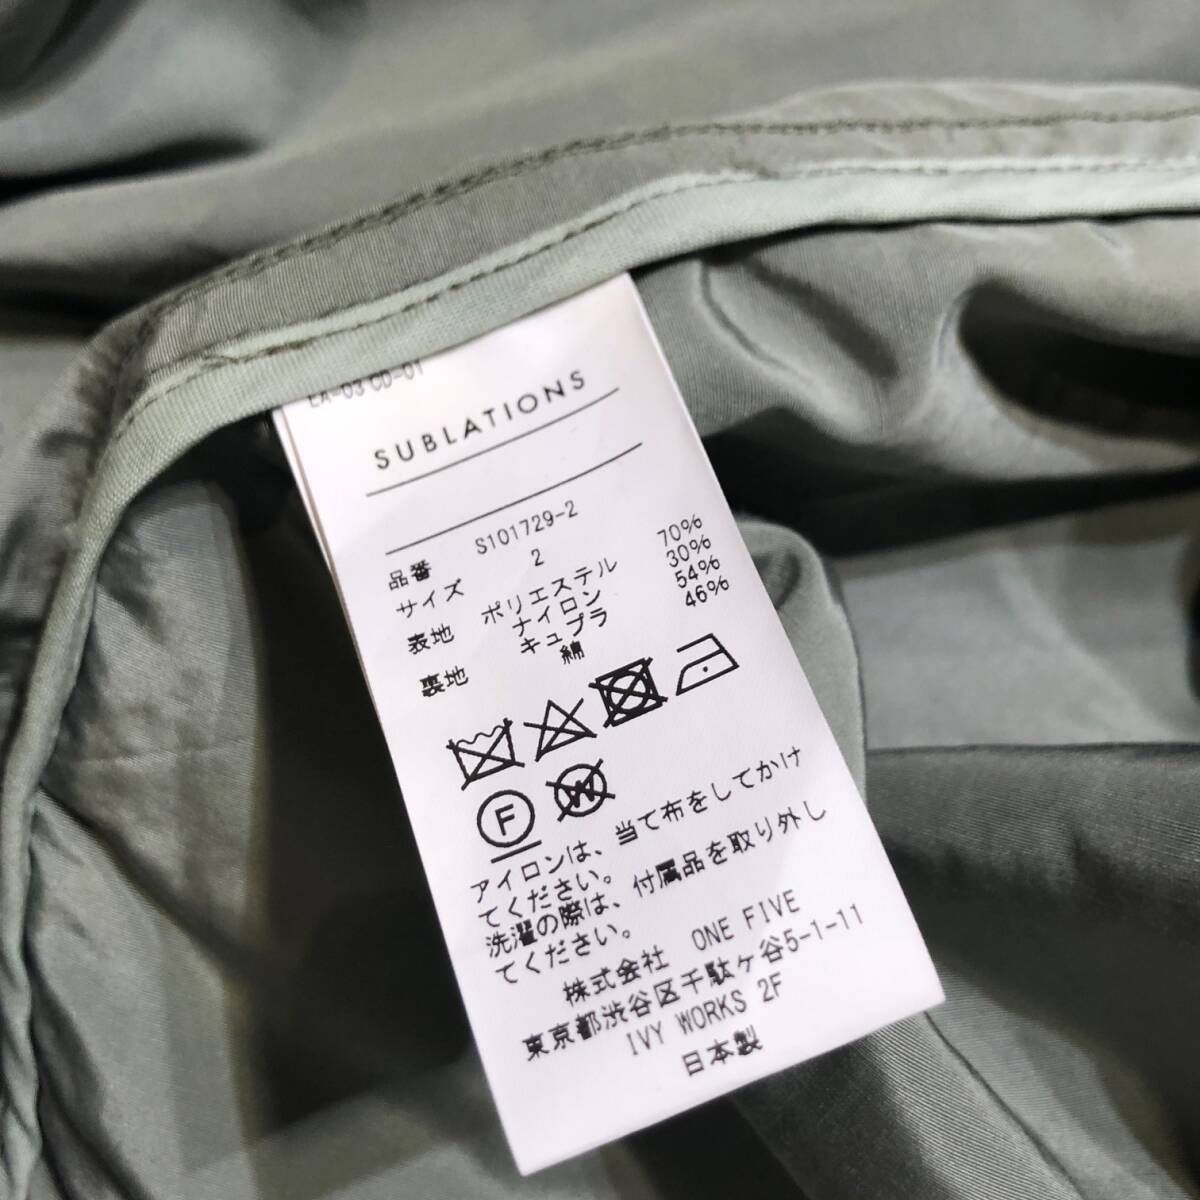 LA-03 CD-01
SUBLATIONS
品番 S101729-2
サイズ 2
表地 ポリエステル 70%
ナイロン 30%
裏地 キュプラ 54%
綿 46%
F W
アイロンは、当て布をしてかけ
てください。
洗濯の際は、付属品を取り外し
てください。
株式会社 ONE FIVE
東京都渋谷区千駄ヶ谷5-1-11
IVY WORKS 2F
日本製